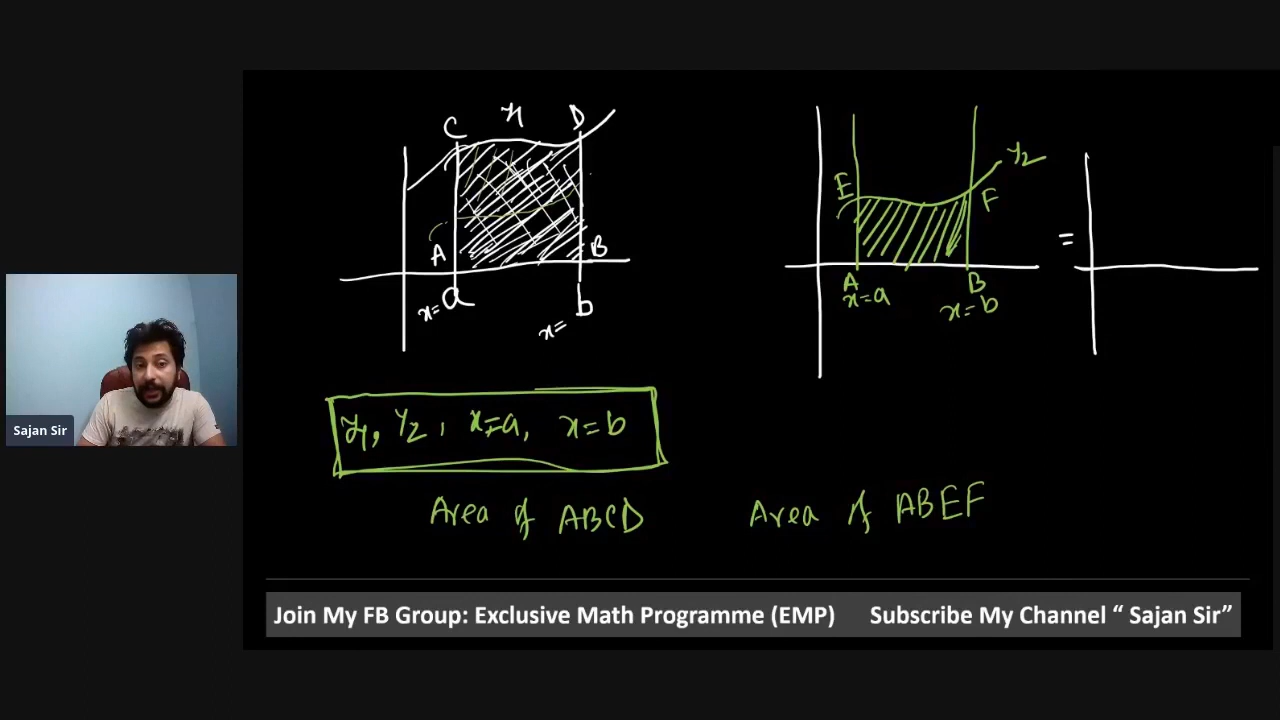 C y₁ D
A B
x=a x=b
y₂
E F
=
A B
x=a x=b
y₁, y₂, x=a, x=b
Area of ABCD Area of ABEF
Sajan Sir
Join My FB Group: Exclusive Math Programme (EMP) Subscribe My Channel “ Sajan Sir”